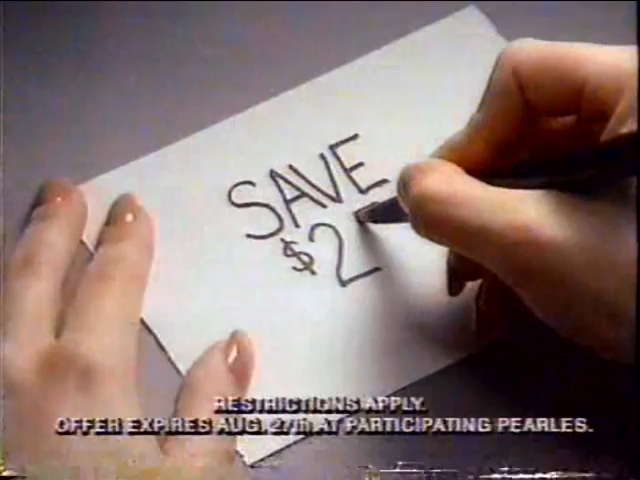 SAVE
$2
RESTRICTIONS APPLY.
OFFER EXPIRES AUG. 27th AT PARTICIPATING PEARLES.